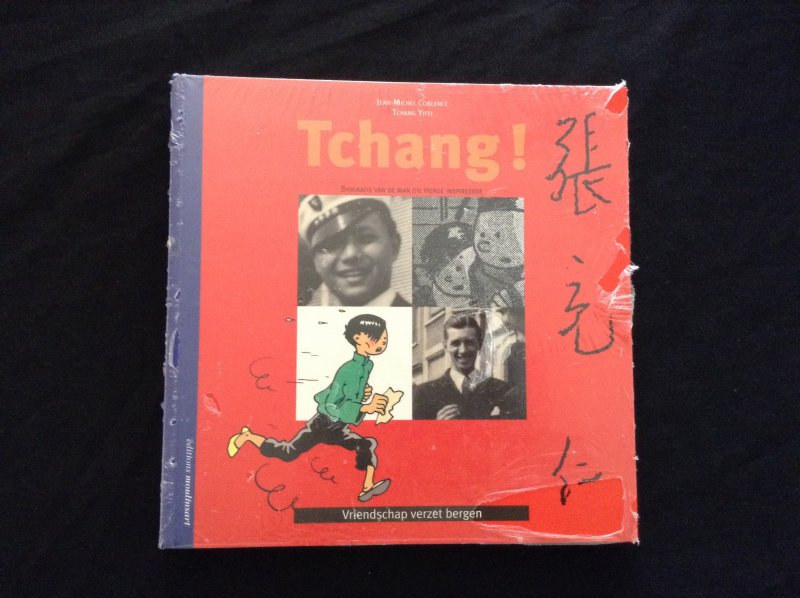 JEAN-MICHEL COBLENCE
TCHANG YIFEI
Tchang !
BIOGRAFIE VAN DE MAN DIE HERGÉ INSPIREERDE
張
充
仁
Vriendschap verzet bergen
éditions moulinsart